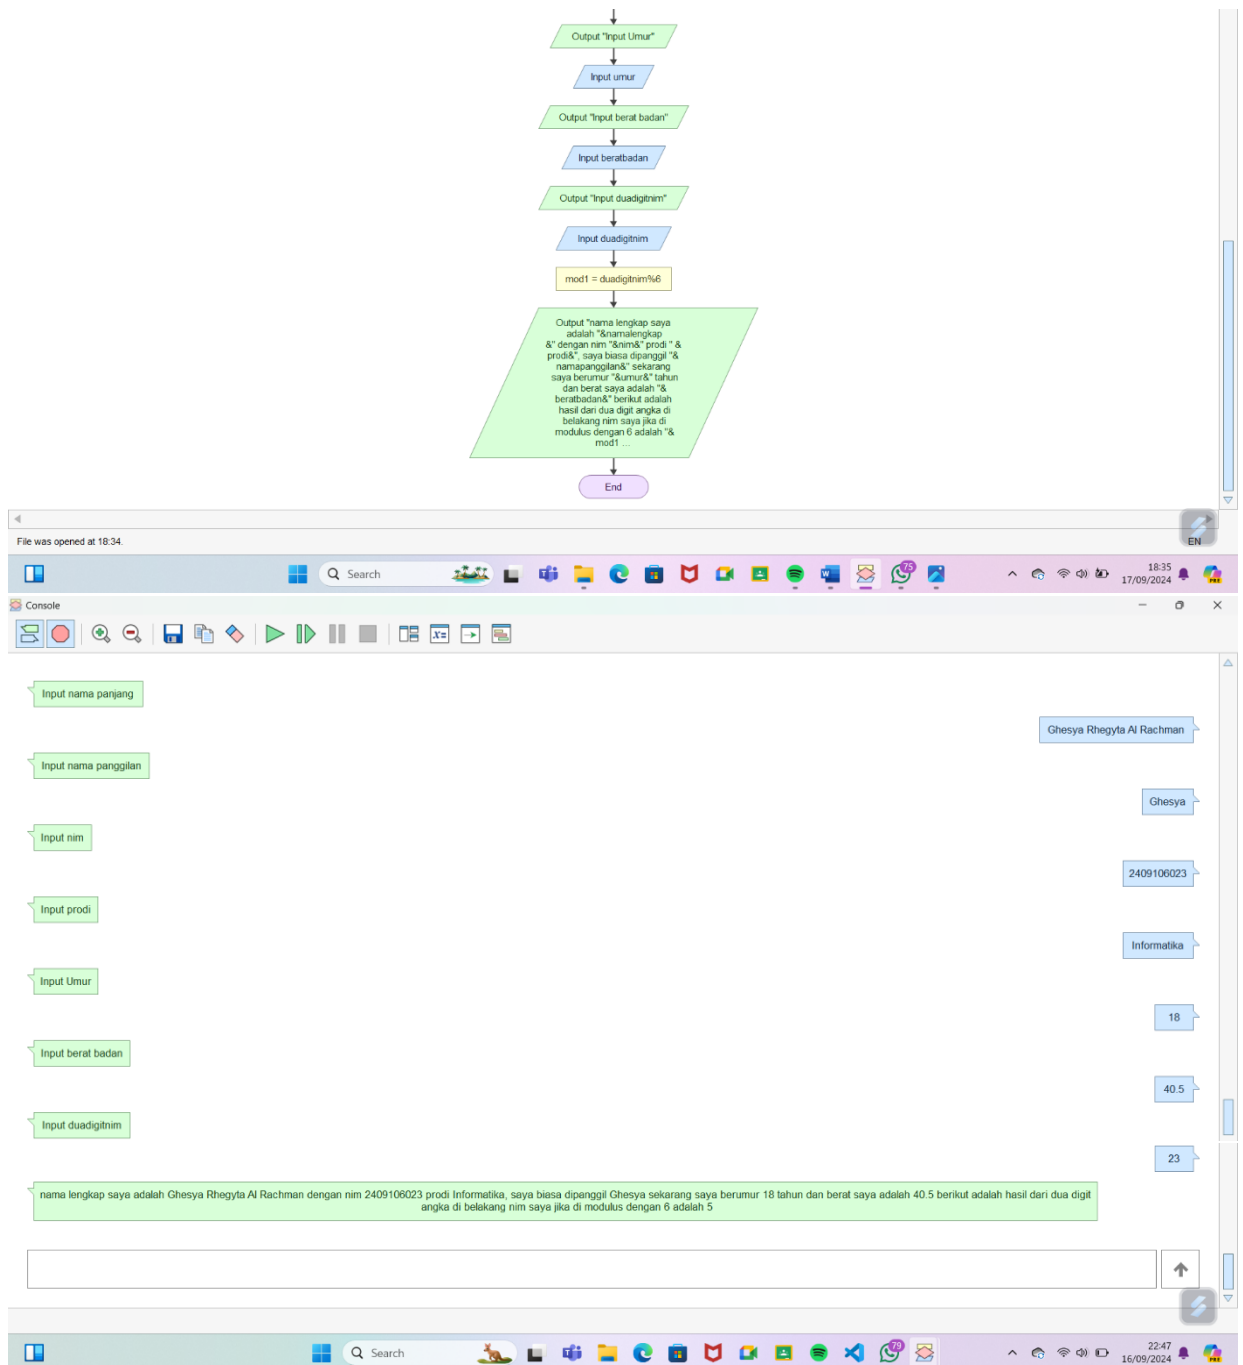 Output "Input Umur"
Input umur
Output "Input berat badan"
Input beratbadan
Output "Input duadigitnim"
Input duadigitnim
mod1 = duadigitnim%6
Output "nama lengkap saya
adalah "&namalengkap
&" dengan nim "&nim&" prodi " &
prodi&", saya biasa dipanggil "&
namapanggilan&" sekarang
saya berumur "&umur&" tahun
dan berat saya adalah "&
beratbadan&" berikut adalah
hasil dari dua digit angka di
belakang nim saya jika di
modulus dengan 6 adalah "&
mod1 ...
End
File was opened at 18:34.
EN
Search
75
18:35
17/09/2024
PRE
Console
x=
Input nama panjang
Ghesya Rhegyta Al Rachman
Input nama panggilan
Ghesya
Input nim
2409106023
Input prodi
Informatika
Input Umur
18
Input berat badan
40.5
Input duadigitnim
23
nama lengkap saya adalah Ghesya Rhegyta Al Rachman dengan nim 2409106023 prodi Informatika, saya biasa dipanggil Ghesya sekarang saya berumur 18 tahun dan berat saya adalah 40.5 berikut adalah hasil dari dua digit
angka di belakang nim saya jika di modulus dengan 6 adalah 5
Search
79
22:47
16/09/2024
PRE